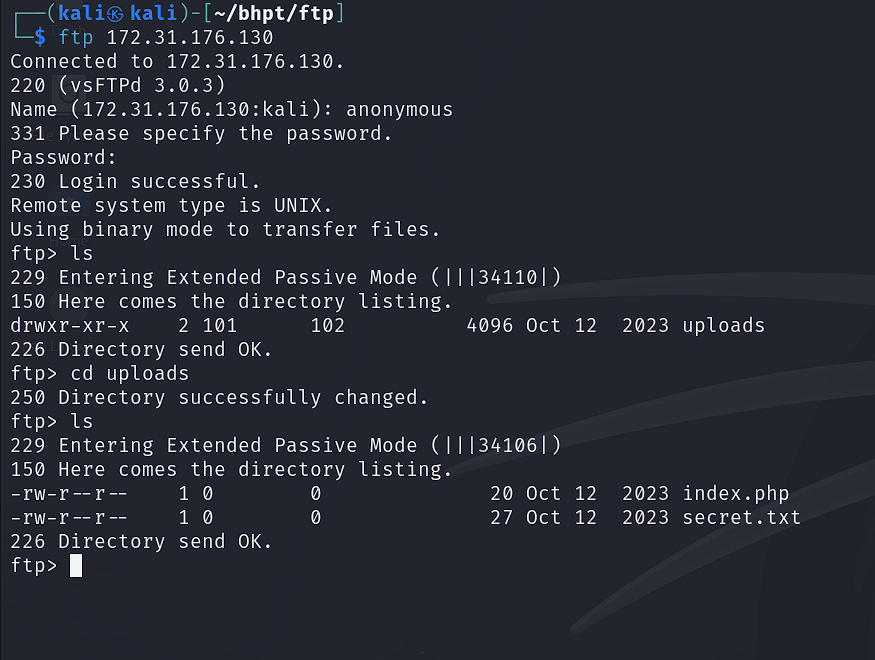 ┌──(kali㉿kali)-[~/bhpt/ftp]
└─$ ftp 172.31.176.130
Connected to 172.31.176.130.
220 (vsFTPd 3.0.3)
Name (172.31.176.130:kali): anonymous
331 Please specify the password.
Password:
230 Login successful.
Remote system type is UNIX.
Using binary mode to transfer files.
ftp> ls
229 Entering Extended Passive Mode (|||34110|)
150 Here comes the directory listing.
drwxr-xr-x    2 101      102          4096 Oct 12  2023 uploads
226 Directory send OK.
ftp> cd uploads
250 Directory successfully changed.
ftp> ls
229 Entering Extended Passive Mode (|||34106|)
150 Here comes the directory listing.
-rw-r--r--    1 0        0              20 Oct 12  2023 index.php
-rw-r--r--    1 0        0              27 Oct 12  2023 secret.txt
226 Directory send OK.
ftp>